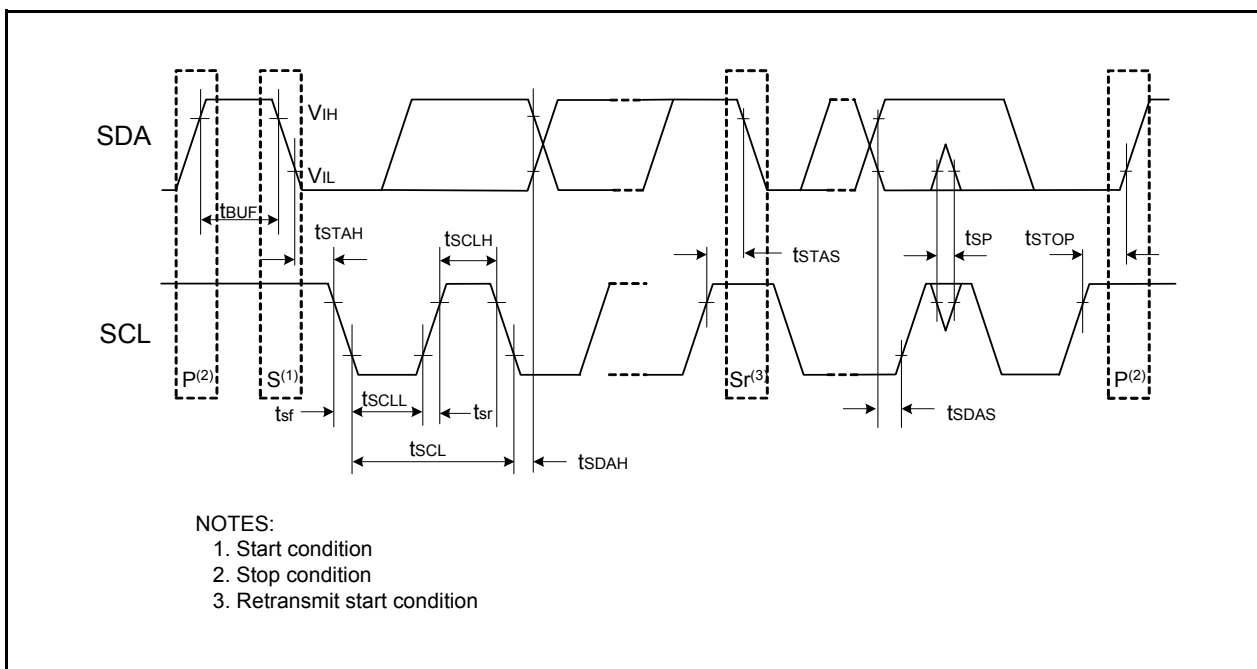 SDA
VIH
VIL
tBUF
tSTAH
tSCLH
tSTAS
tSP
tSTOP
SCL
P(2)
S(1)
Sr(3)
P(2)
tsf
tSCLL
tsr
tSDAS
tSCL
tSDAH
NOTES:
1. Start condition
2. Stop condition
3. Retransmit start condition